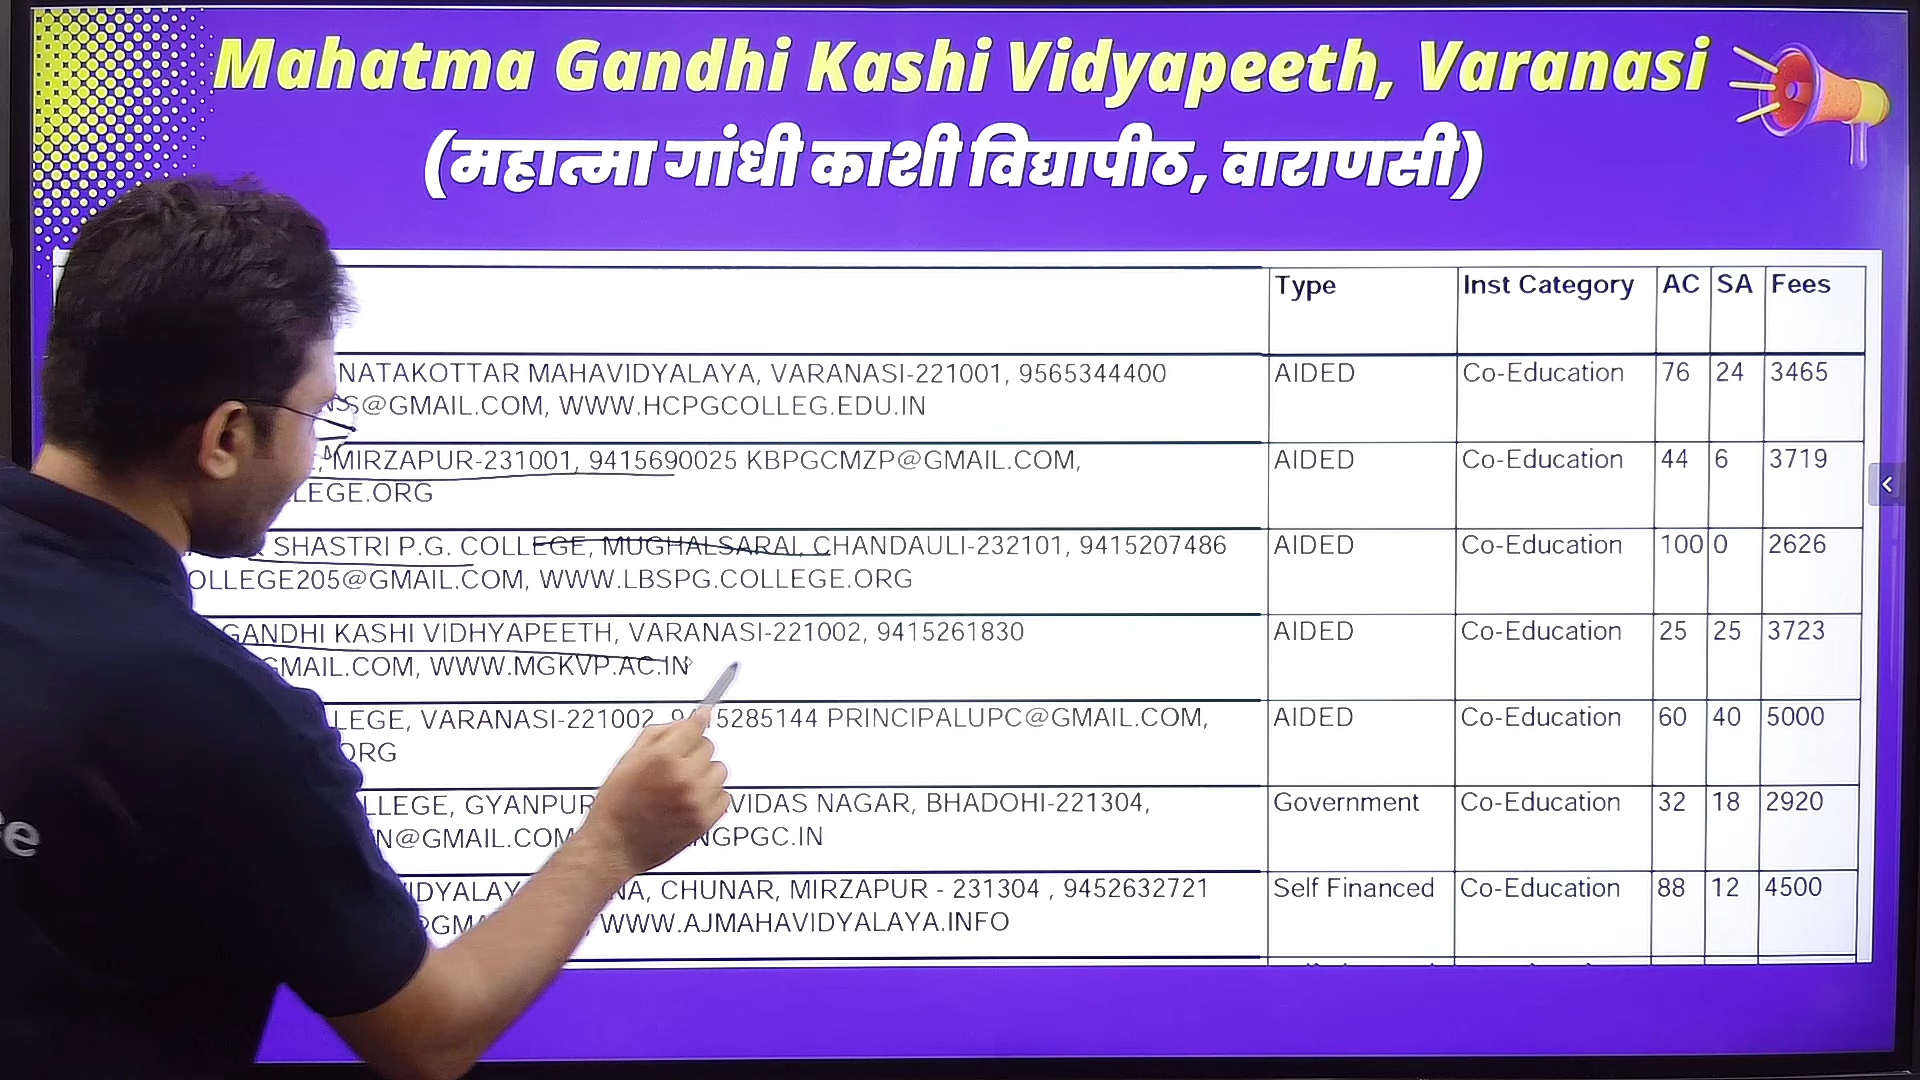 Mahatma Gandhi Kashi Vidyapeeth, Varanasi
(महात्मा गांधी काशी विद्यापीठ, वाराणसी)
Type Inst Category AC SA Fees
NATAKOTTAR MAHAVIDYALAYA, VARANASI-221001, 9565344400 AIDED Co-Education 76 24 3465
S@GMAIL.COM, WWW.HCPGCOLLEG.EDU.IN
MIRZAPUR-231001, 9415690025 KBPGCMZP@GMAIL.COM, AIDED Co-Education 44 6 3719
LEGE.ORG
SHASTRI P.G. COLLEGE, MUGHALSARAI, CHANDAULI-232101, 9415207486 AIDED Co-Education 100 0 2626
OLLEGE205@GMAIL.COM, WWW.LBSPG.COLLEGE.ORG
GANDHI KASHI VIDHYAPEETH, VARANASI-221002, 9415261830 AIDED Co-Education 25 25 3723
GMAIL.COM, WWW.MGKVP.AC.IN
LEGE, VARANASI-221002, 9415285144 PRINCIPALUPC@GMAIL.COM, AIDED Co-Education 60 40 5000
ORG
LLEGE, GYANPUR VIDAS NAGAR, BHADOHI-221304, Government Co-Education 32 18 2920
N@GMAIL.COM NGPGC.IN
IDYALAY NA, CHUNAR, MIRZAPUR - 231304 , 9452632721 Self Financed Co-Education 88 12 4500
@GM WWW.AJMAHAVIDYALAYA.INFO